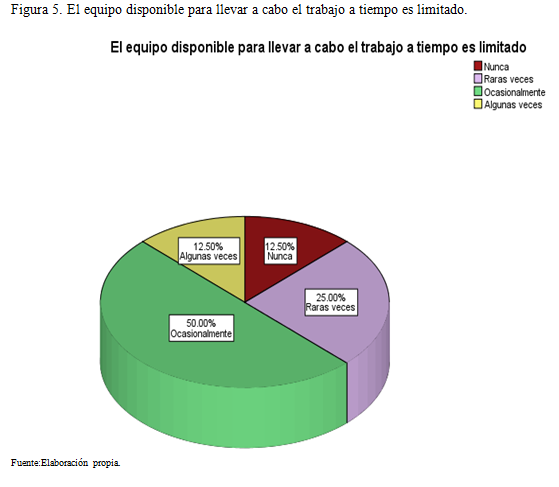 Figura 5. El equipo disponible para llevar a cabo el trabajo a tiempo es limitado.
El equipo disponible para llevar a cabo el trabajo a tiempo es limitado
Nunca
Raras veces
Ocasionalmente
Algunas veces
12.50%
Algunas veces
12.50%
Nunca
25.00%
Raras veces
50.00%
Ocasionalmente
Fuente:Elaboración propia.